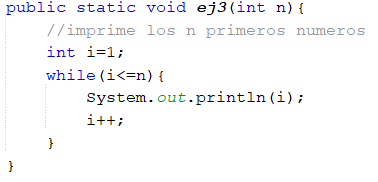 public static void ej3(int n){
//imprime los n primeros numeros
int i=1;
while(i<=n){
System.out.println(i);
i++;
}
}